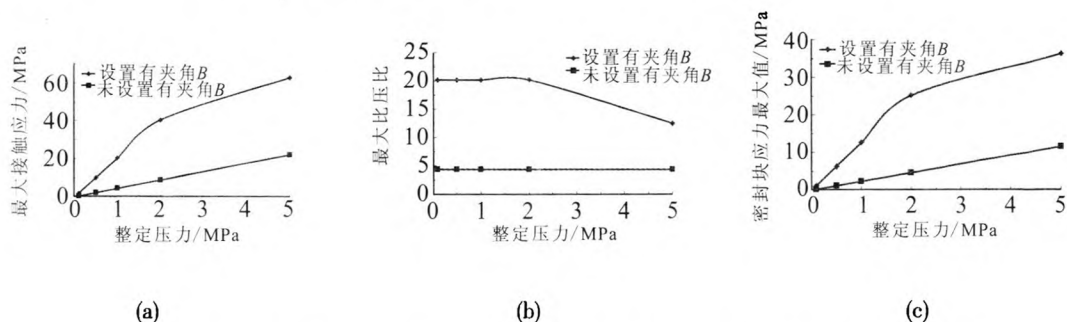 最大接触应力/MPa
60
40
20
0
设置有夹角B
未设置有夹角B
0 1 2 3 4 5
整定压力/MPa
(a)
最大比压比
25
20
15
10
5
0
设置有夹角B
未设置有夹角B
0 1 2 3 4 5
整定压力/MPa
(b)
密封块应力最大值/MPa
40
30
20
10
0
设置有夹角B
未设置有夹角B
0 1 2 3 4 5
整定压力/MPa
(c)